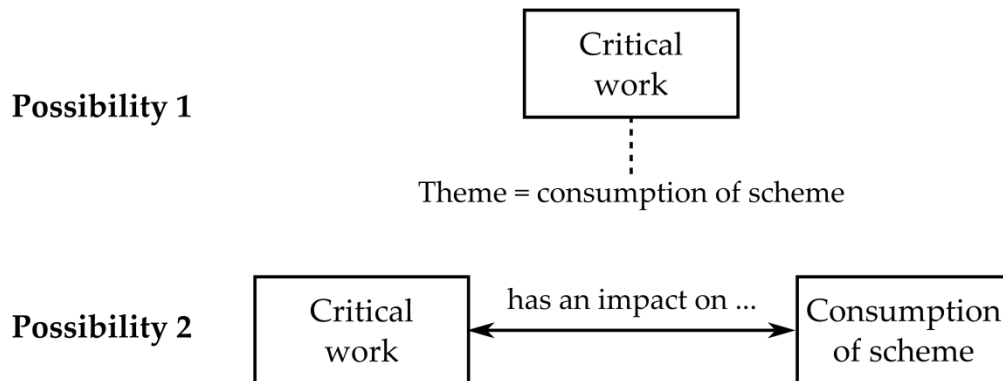 Possibility 1
Critical
work
Theme = consumption of scheme
Possibility 2
Critical
work
has an impact on ...
Consumption
of scheme